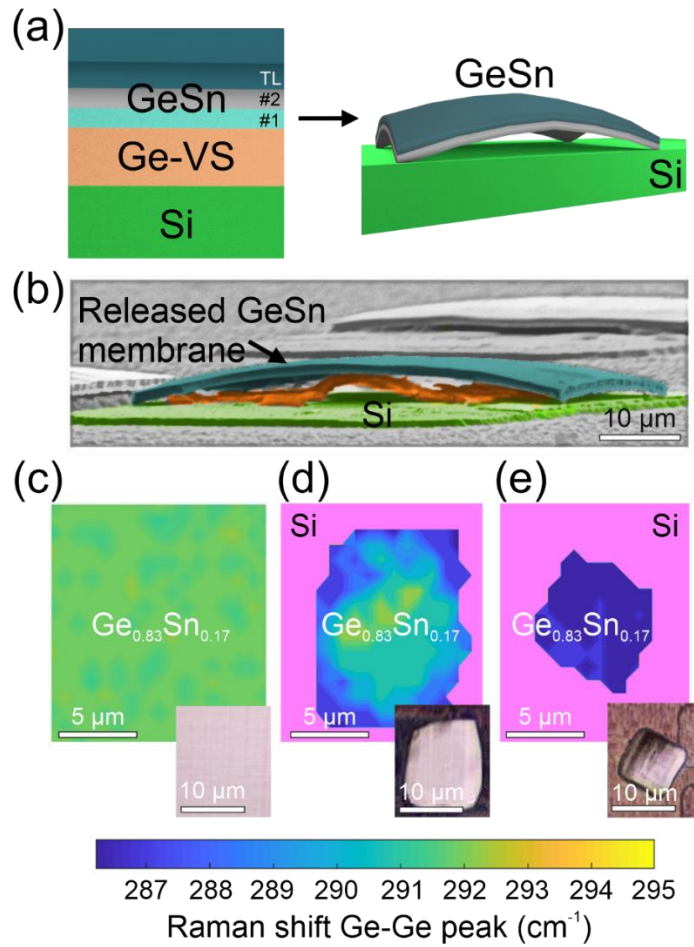 (a)
TL
GeSn
#2
#1
Ge-VS
Si
GeSn
Si
(b)
Released GeSn
membrane
Si
10 µm
(c)
(d)
(e)
Si
Si
Ge0.83Sn0.17
Ge0.83Sn0.17
Ge0.83Sn0.17
5 µm
5 µm
5 µm
10 µm
10 µm
10 µm
287 288 289 290 291 292 293 294 295
Raman shift Ge-Ge peak (cm-1)